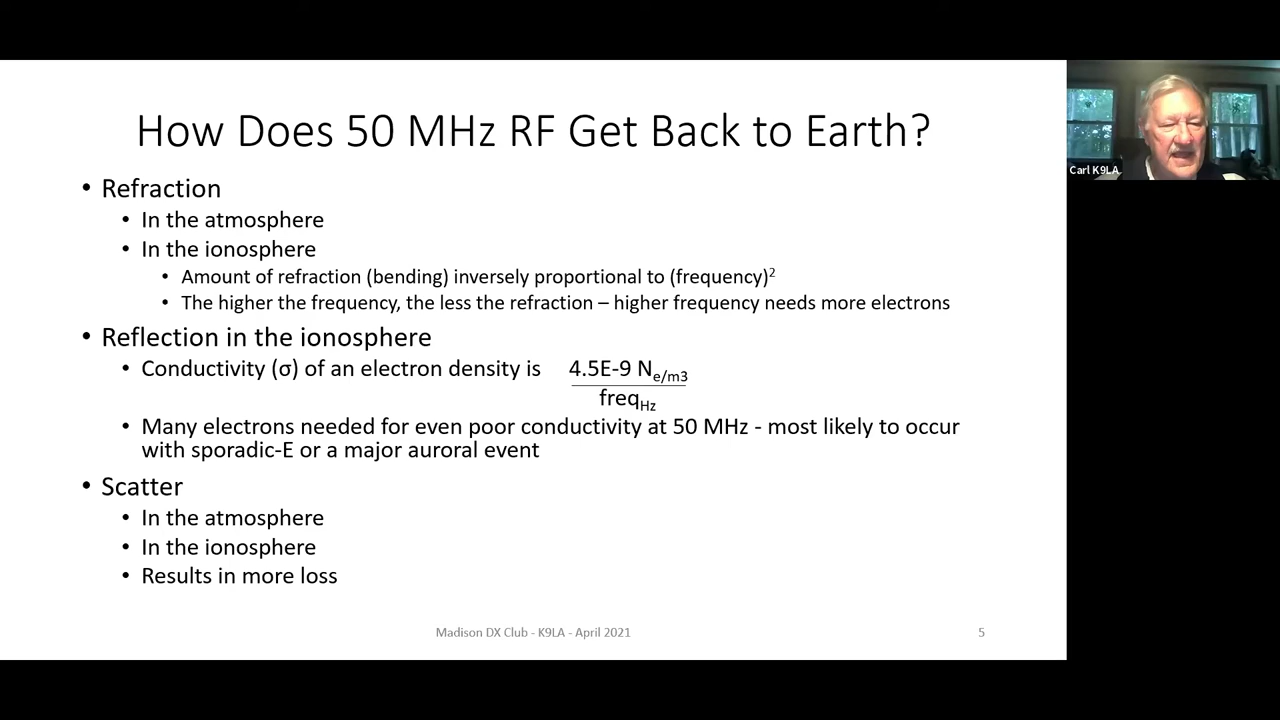 How Does 50 MHz RF Get Back to Earth?
• Refraction
• In the atmosphere
• In the ionosphere
• Amount of refraction (bending) inversely proportional to (frequency)²
• The higher the frequency, the less the refraction – higher frequency needs more electrons
• Reflection in the ionosphere
• Conductivity (σ) of an electron density is 4.5E-9 Ne/m3
freqHz
• Many electrons needed for even poor conductivity at 50 MHz - most likely to occur
with sporadic-E or a major auroral event
• Scatter
• In the atmosphere
• In the ionosphere
• Results in more loss
Madison DX Club - K9LA - April 2021
5
Carl K9LA